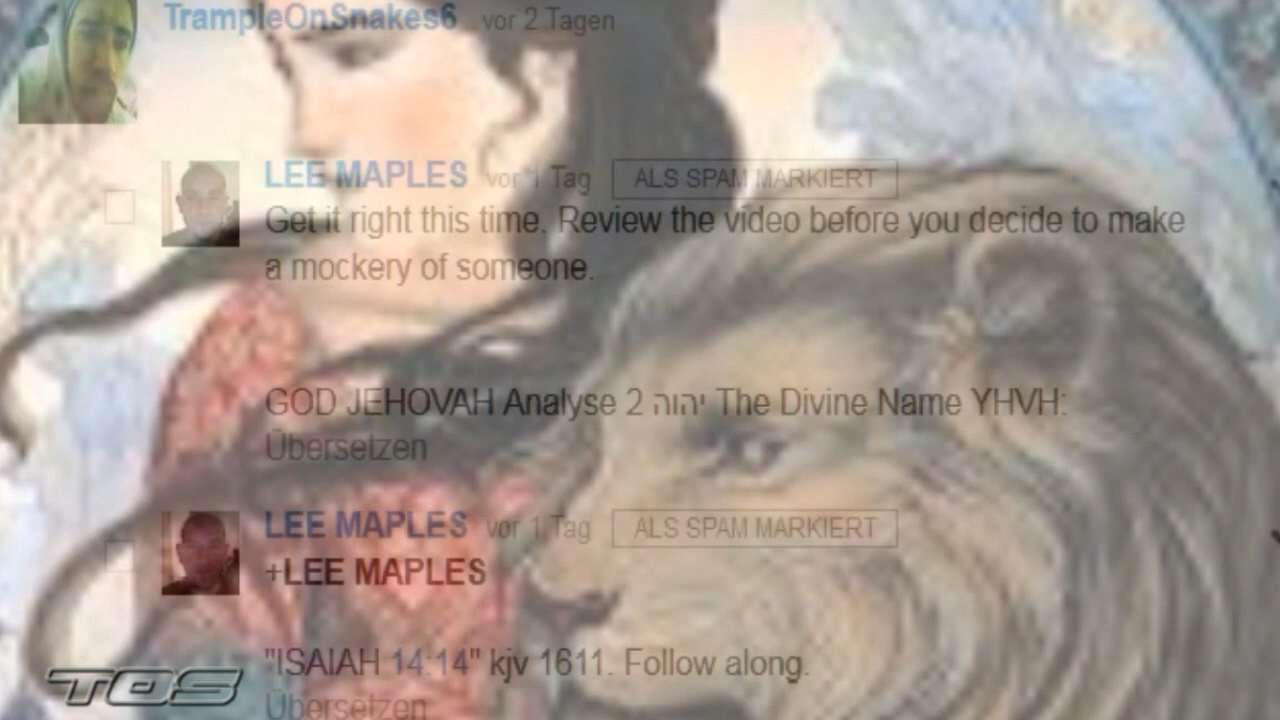 TrampleOnSnakes6 vor 2 Tagen
LEE MAPLES vor 1 Tag ALS SPAM MARKIERT
Get it right this time. Review the video before you decide to make
a mockery of someone.
GOD JEHOVAH Analyse 2 יהוה The Divine Name YHVH:
Übersetzen
LEE MAPLES vor 1 Tag ALS SPAM MARKIERT
+LEE MAPLES
"ISAIAH 14:14" kjv 1611. Follow along.
Übersetzen
TOS